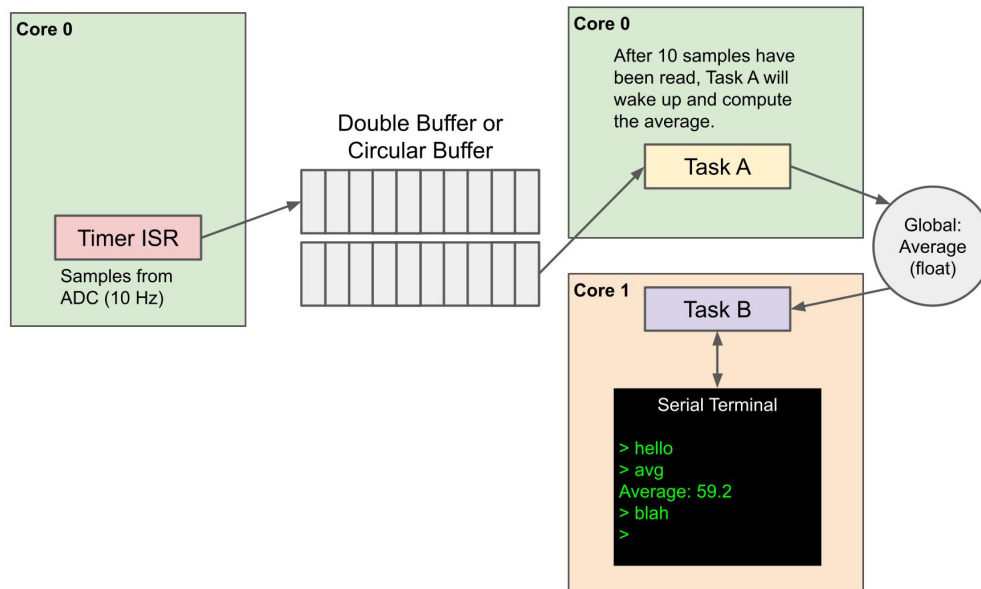 Core 0
Timer ISR
Samples from
ADC (10 Hz)
Double Buffer or
Circular Buffer
Core 0
After 10 samples have
been read, Task A will
wake up and compute
the average.
Task A
Global:
Average
(float)
Core 1
Task B
Serial Terminal
> hello
> avg
Average: 59.2
> blah
>